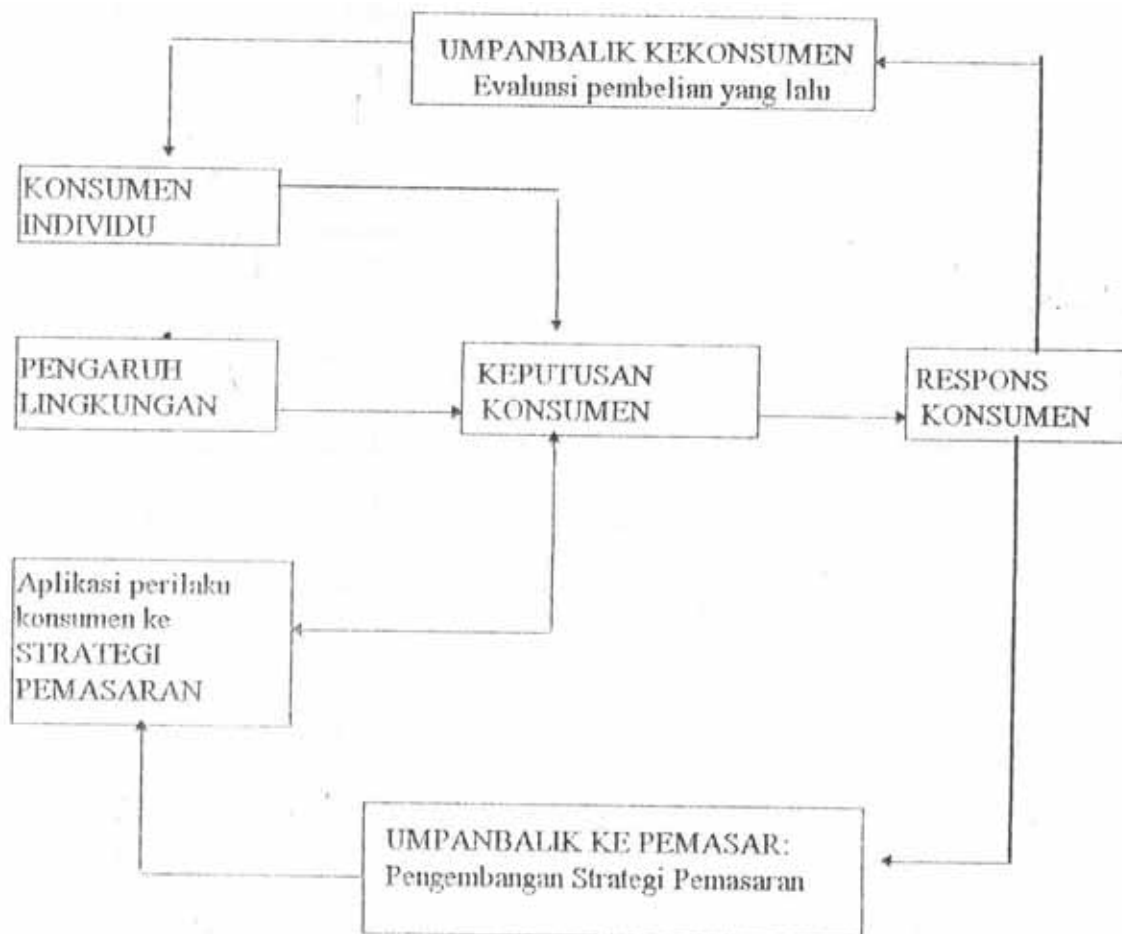 UMPANBALIK KEKONSUMEN
Evaluasi pembelian yang lalu
KONSUMEN
INDIVIDU
PENGARUH
LINGKUNGAN
KEPUTUSAN
KONSUMEN
RESPONS
KONSUMEN
Aplikasi perilaku
konsumen ke
STRATEGI
PEMASARAN
UMPANBALIK KE PEMASAR:
Pengembangan Strategi Pemasaran